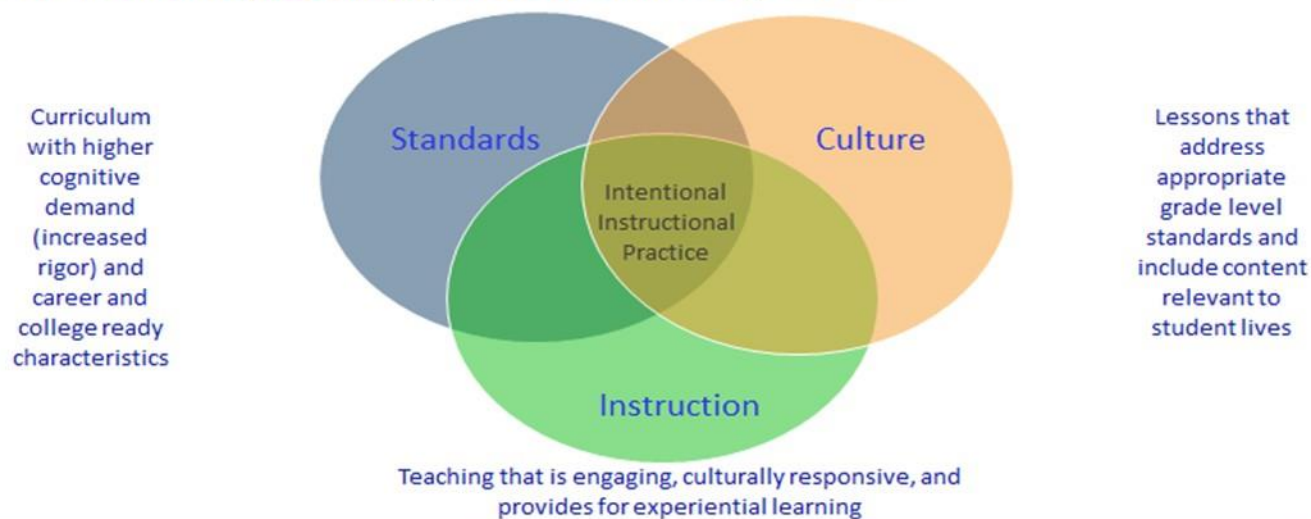 Curriculum
with higher
cognitive
demand
(increased
rigor) and
career and
college ready
characteristics
Standards
Culture
Intentional
Instructional
Practice
Instruction
Lessons that
address
appropriate
grade level
standards and
include content
relevant to
student lives
Teaching that is engaging, culturally responsive, and
provides for experiential learning